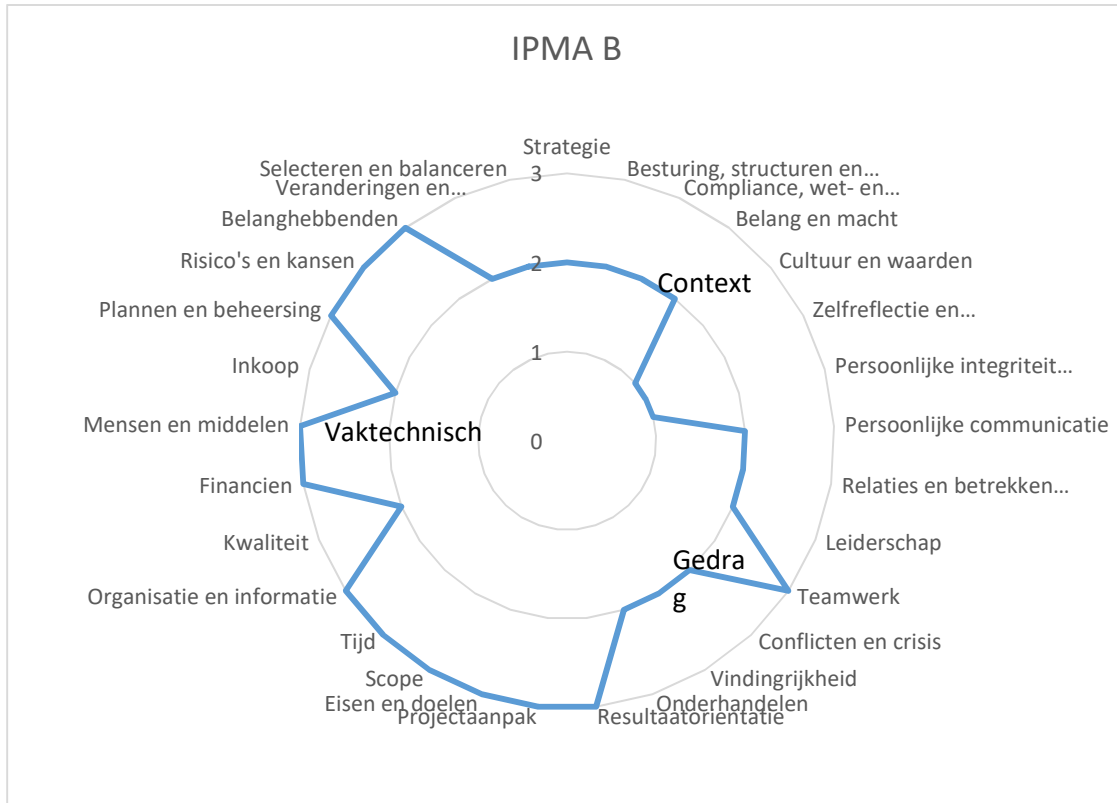 IPMA B
Strategie
Besturing, structuren en...
Compliance, wet- en...
Belang en macht
Cultuur en waarden
Zelfreflectie en...
Persoonlijke integriteit...
Persoonlijke communicatie
Relaties en betrekken...
Leiderschap
Teamwerk
Conflicten en crisis
Vindingrijkheid
Onderhandelen
Resultaatorientatie
Projectaanpak
Eisen en doelen
Scope
Tijd
Organisatie en informatie
Kwaliteit
Financien
Mensen en middelen
Inkoop
Plannen en beheersing
Risico's en kansen
Belanghebbenden
Veranderingen en...
Selecteren en balanceren
3
2
1
0
Context
Vaktechnisch
Gedra
g